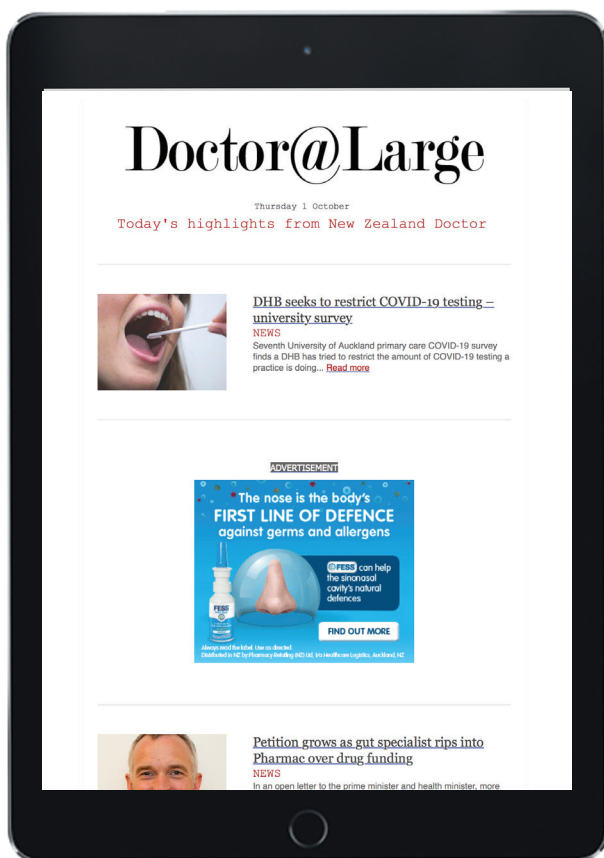 Doctor@Large
Thursday 1 October
Today's highlights from New Zealand Doctor
DHB seeks to restrict COVID-19 testing –
university survey
NEWS
Seventh University of Auckland primary care COVID-19 survey
finds a DHB has tried to restrict the amount of COVID-19 testing a
practice is doing... Read more
ADVERTISEMENT
The nose is the body's
FIRST LINE OF DEFENCE
against germs and allergens
FESS can help
the sinonasal
cavity's natural
defences
FESS
FIND OUT MORE
Always read the label. Use as directed.
Distributed in NZ by Pharmacy Retailing (NZ) Ltd, t/a Healthcare Logistics, Auckland, NZ
Petition grows as gut specialist rips into
Pharmac over drug funding
NEWS
In an open letter to the prime minister and health minister, more